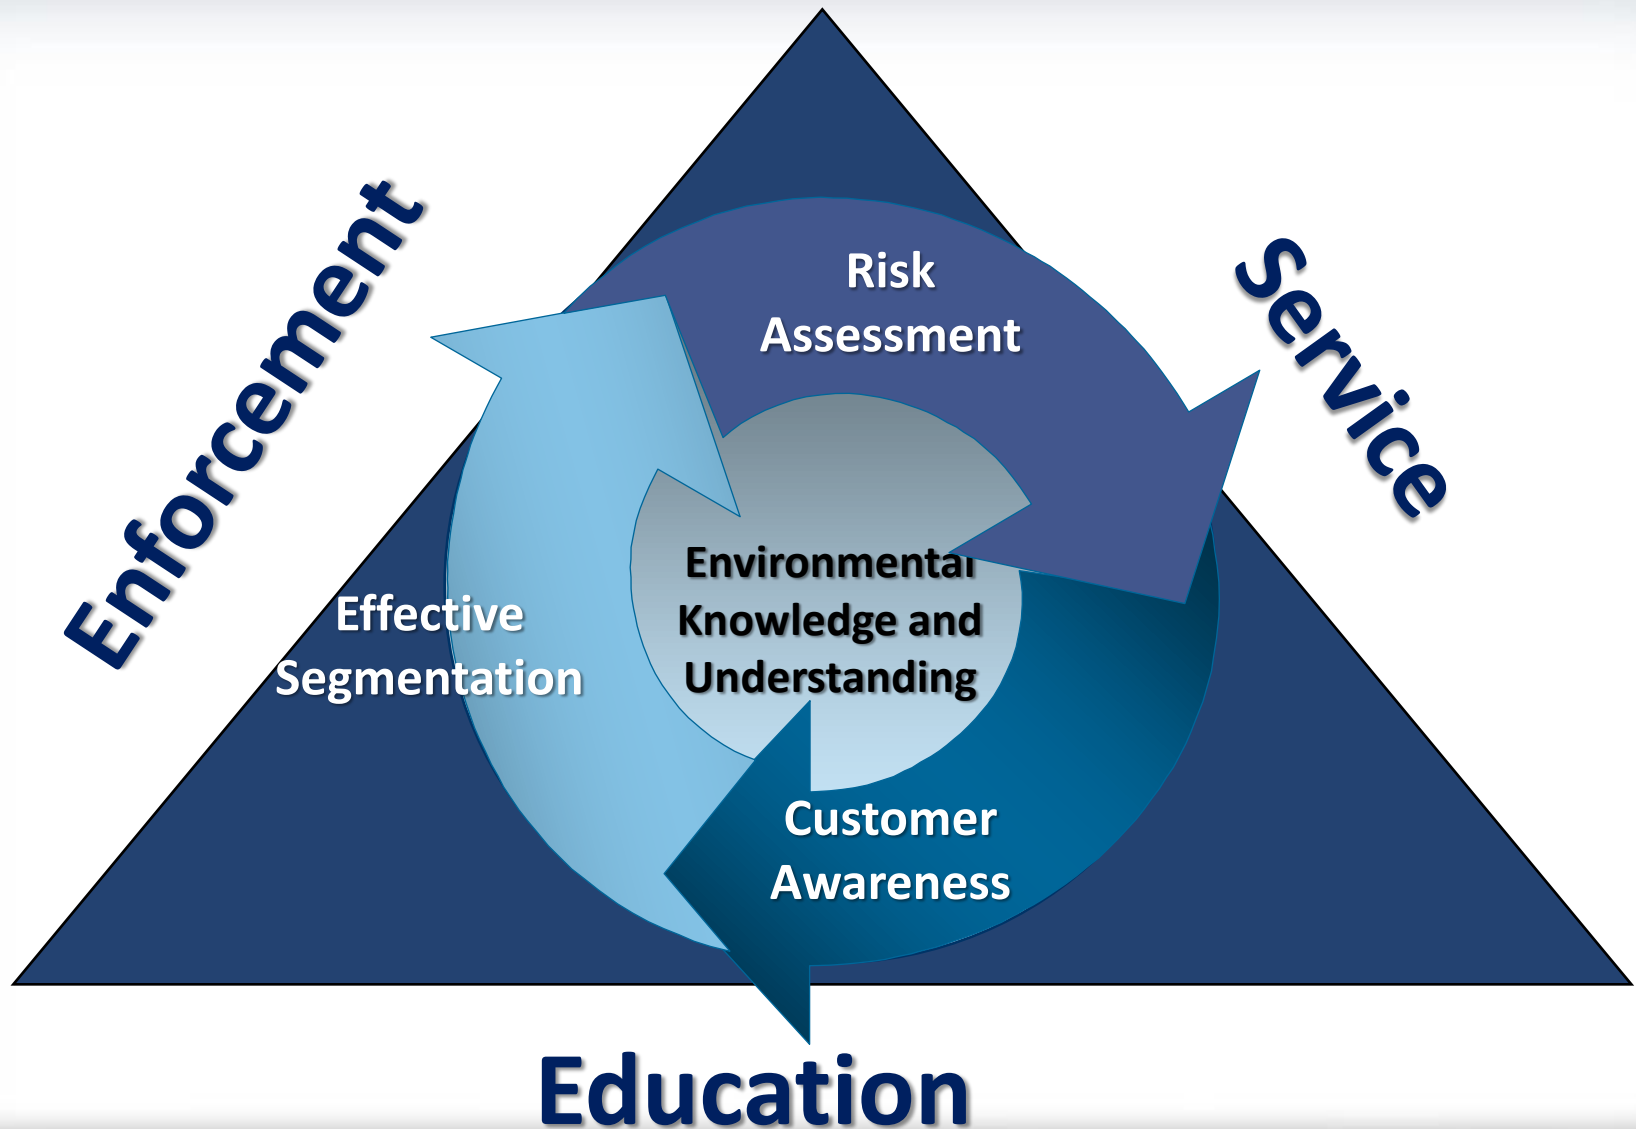 Enforcement
Service
Risk
Assessment
Environmental
Knowledge and
Understanding
Effective
Segmentation
Customer
Awareness
Education